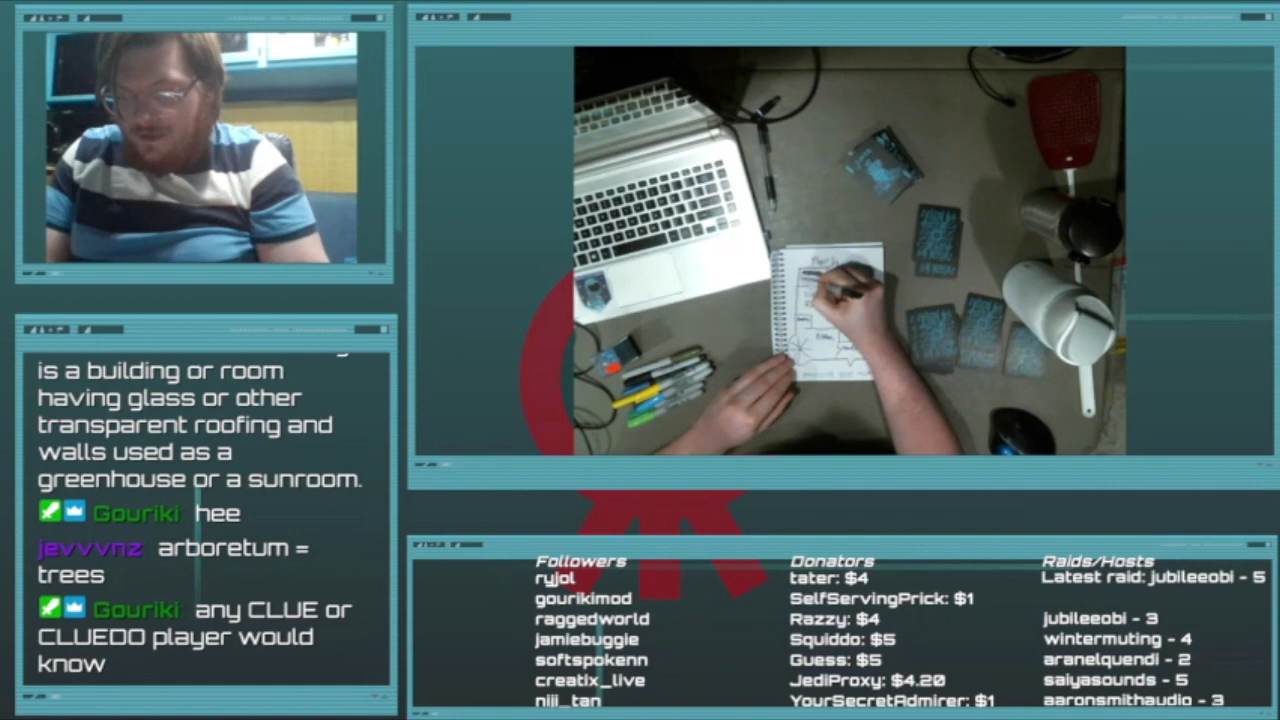 is a building or room
having glass or other
transparent roofing and
walls used as a
greenhouse or a sunroom.
Gouriki hee
jevvvnz arboretum =
trees
Gouriki any CLUE or
CLUEDO player would
know
Followers
ryjol
gourikimod
raggedworld
jamiebuggie
softspokenn
creatix_live
niji_tan
Donators
tater: $4
SelfServingPrick: $1
Razzy: $4
Squiddo: $5
Guess: $5
JediProxy: $4.20
YourSecretAdmirer: $1
Raids/Hosts
Latest raid: jubileeobi - 5
jubileeobi - 3
wintermuting - 4
aranelquendi - 2
saiyasounds - 5
aaronsmithaudio - 3